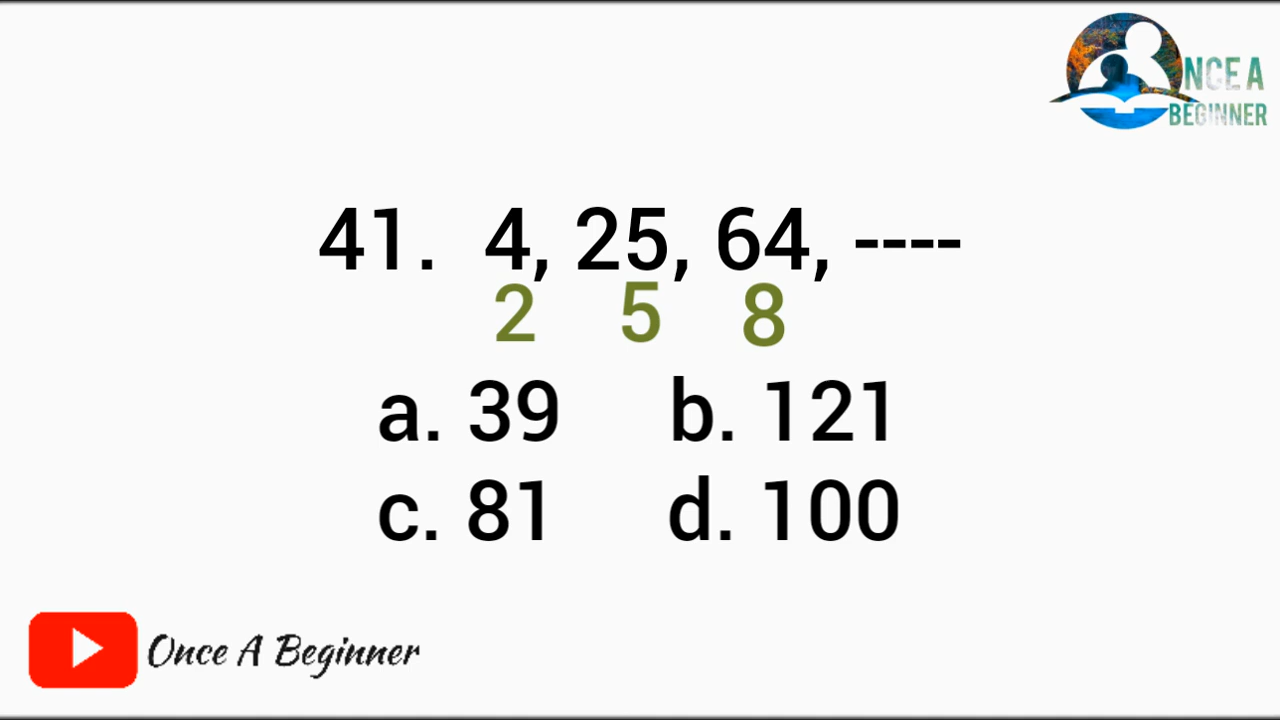 NCE A
BEGINNER
41. 4, 25, 64, ----
2 5 8
a. 39 b. 121
c. 81 d. 100
Once A Beginner